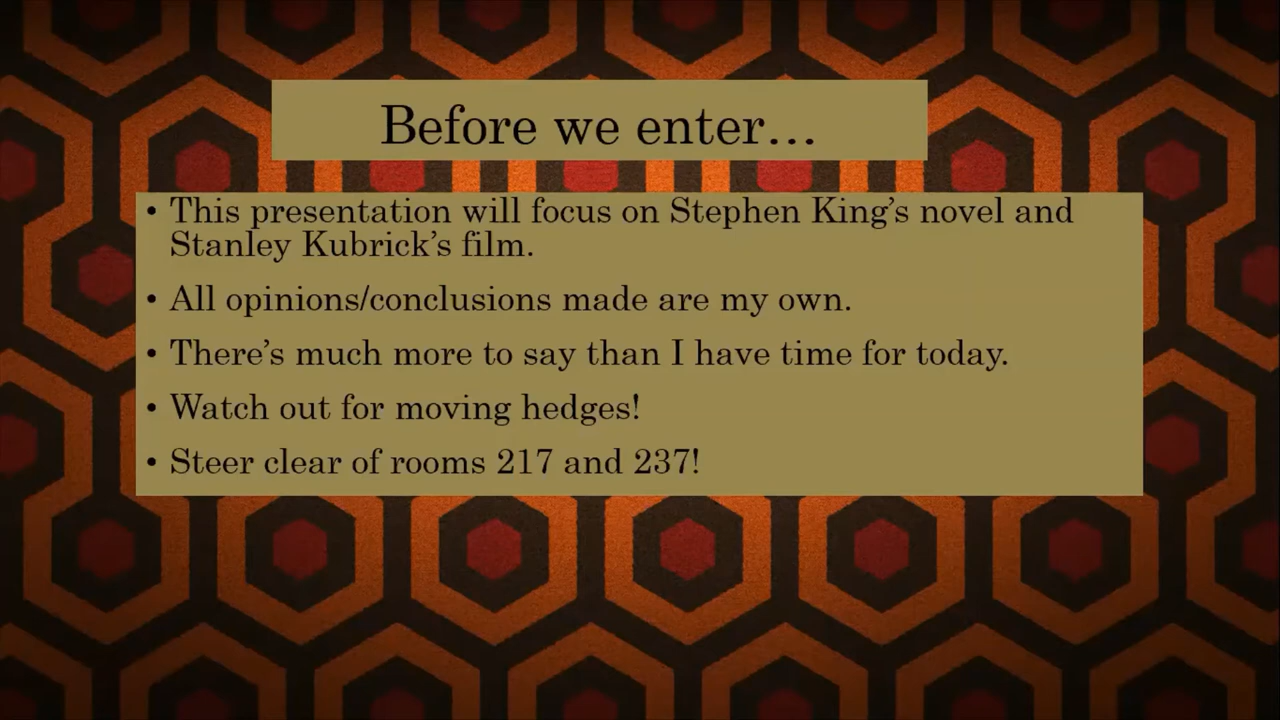 Before we enter…
• This presentation will focus on Stephen King’s novel and
Stanley Kubrick’s film.
• All opinions/conclusions made are my own.
• There’s much more to say than I have time for today.
• Watch out for moving hedges!
• Steer clear of rooms 217 and 237!